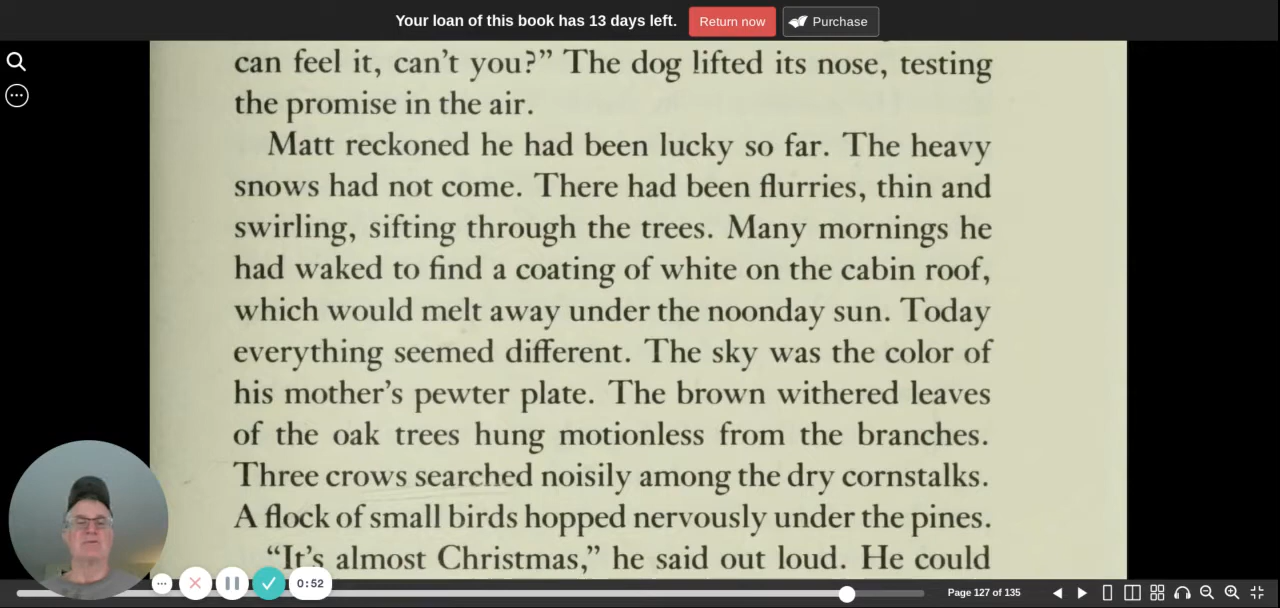 Your loan of this book has 13 days left. Return now Purchase
can feel it, can't you?” The dog lifted its nose, testing
the promise in the air.
Matt reckoned he had been lucky so far. The heavy
snows had not come. There had been flurries, thin and
swirling, sifting through the trees. Many mornings he
had waked to find a coating of white on the cabin roof,
which would melt away under the noonday sun. Today
everything seemed different. The sky was the color of
his mother’s pewter plate. The brown withered leaves
of the oak trees hung motionless from the branches.
Three crows searched noisily among the dry cornstalks.
A flock of small birds hopped nervously under the pines.
“It’s almost Christmas,” he said out loud. He could
0:52
Page 127 of 135